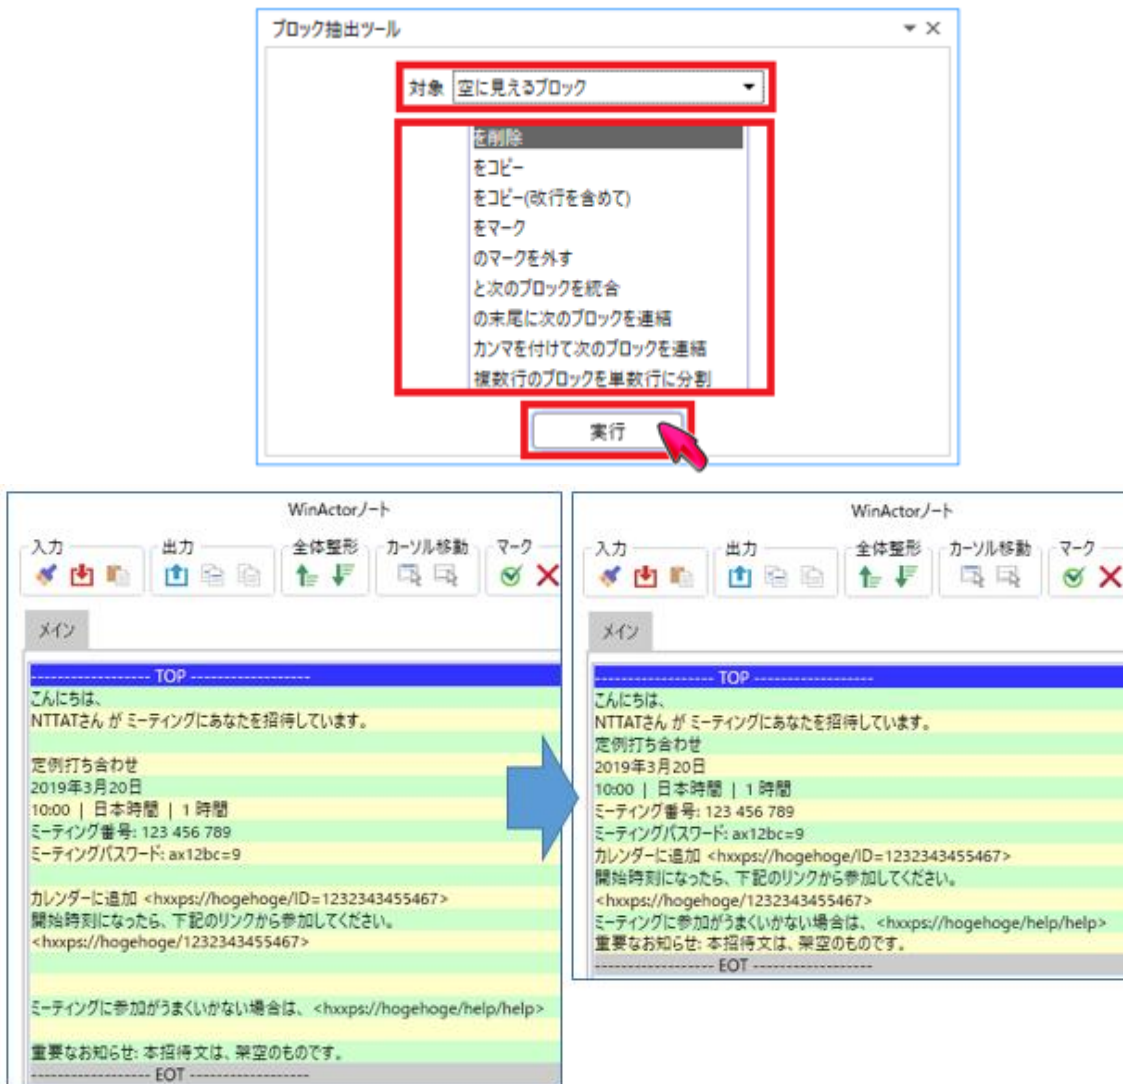 ブロック抽出ツール
対象 空に見えるブロック
を削除
をコピー
をコピー(改行を含めて)
をマーク
のマークを外す
と次のブロックを統合
の末尾に次のブロックを連結
カンマを付けて次のブロックを連結
複数行のブロックを単数行に分割
実行
WinActorノート
入力 出力 全体整形 カーソル移動 マーク
メイン
------------------ TOP ------------------
こんにちは、
NTTATさん が ミーティングにあなたを招待しています。
定例打ち合わせ
2019年3月20日
10:00 | 日本時間 | 1 時間
ミーティング番号: 123 456 789
ミーティングパスワード: ax12bc=9
カレンダーに追加 <hxxps://hogehoge/ID=1232343455467>
開始時刻になったら、下記のリンクから参加してください。
<hxxps://hogehoge/1232343455467>
ミーティングに参加がうまくいかない場合は、 <hxxps://hogehoge/help/help>
重要なお知らせ: 本招待文は、架空のものです。
------------------ EOT ------------------
WinActorノート
入力 出力 全体整形 カーソル移動 マーク
メイン
------------------ TOP ------------------
こんにちは、
NTTATさん が ミーティングにあなたを招待しています。
定例打ち合わせ
2019年3月20日
10:00 | 日本時間 | 1 時間
ミーティング番号: 123 456 789
ミーティングパスワード: ax12bc=9
カレンダーに追加 <hxxps://hogehoge/ID=1232343455467>
開始時刻になったら、下記のリンクから参加してください。
<hxxps://hogehoge/1232343455467>
ミーティングに参加がうまくいかない場合は、 <hxxps://hogehoge/help/help>
重要なお知らせ: 本招待文は、架空のものです。
------------------ EOT ------------------